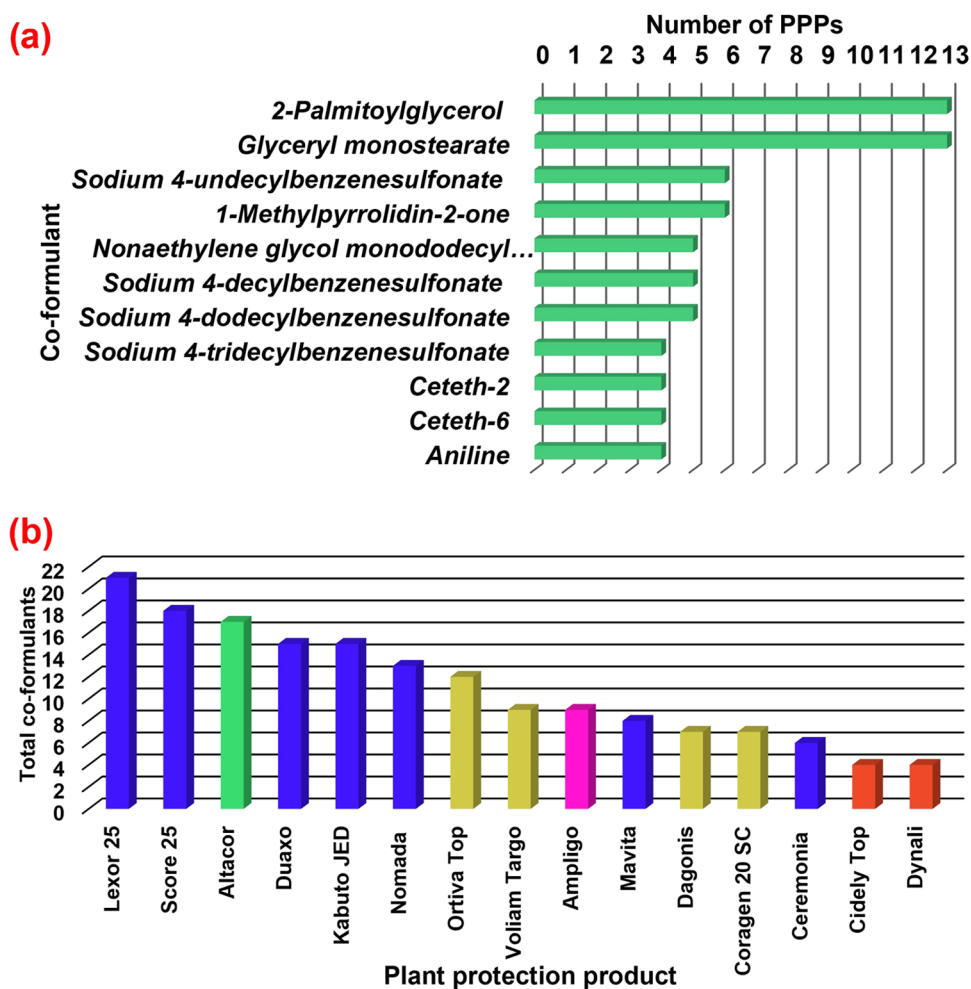 (a)
Number of PPPs
0 1 2 3 4 5 6 7 8 9 10 11 12 13
Co-formulant
2-Palmitoylglycerol
Glyceryl monostearate
Sodium 4-undecylbenzenesulfonate
1-Methylpyrrolidin-2-one
Nonaethylene glycol monododecyl…
Sodium 4-decylbenzenesulfonate
Sodium 4-dodecylbenzenesulfonate
Sodium 4-tridecylbenzenesulfonate
Ceteth-2
Ceteth-6
Aniline
(b)
Total co-formulants
22
20
18
16
14
12
10
8
6
4
2
0
Lexor 25
Score 25
Altacor
Duaxo
Kabuto JED
Nomada
Ortiva Top
Voliam Targo
Ampligo
Mavita
Dagonis
Coragen 20 SC
Ceremonia
Cidely Top
Dynali
Plant protection product